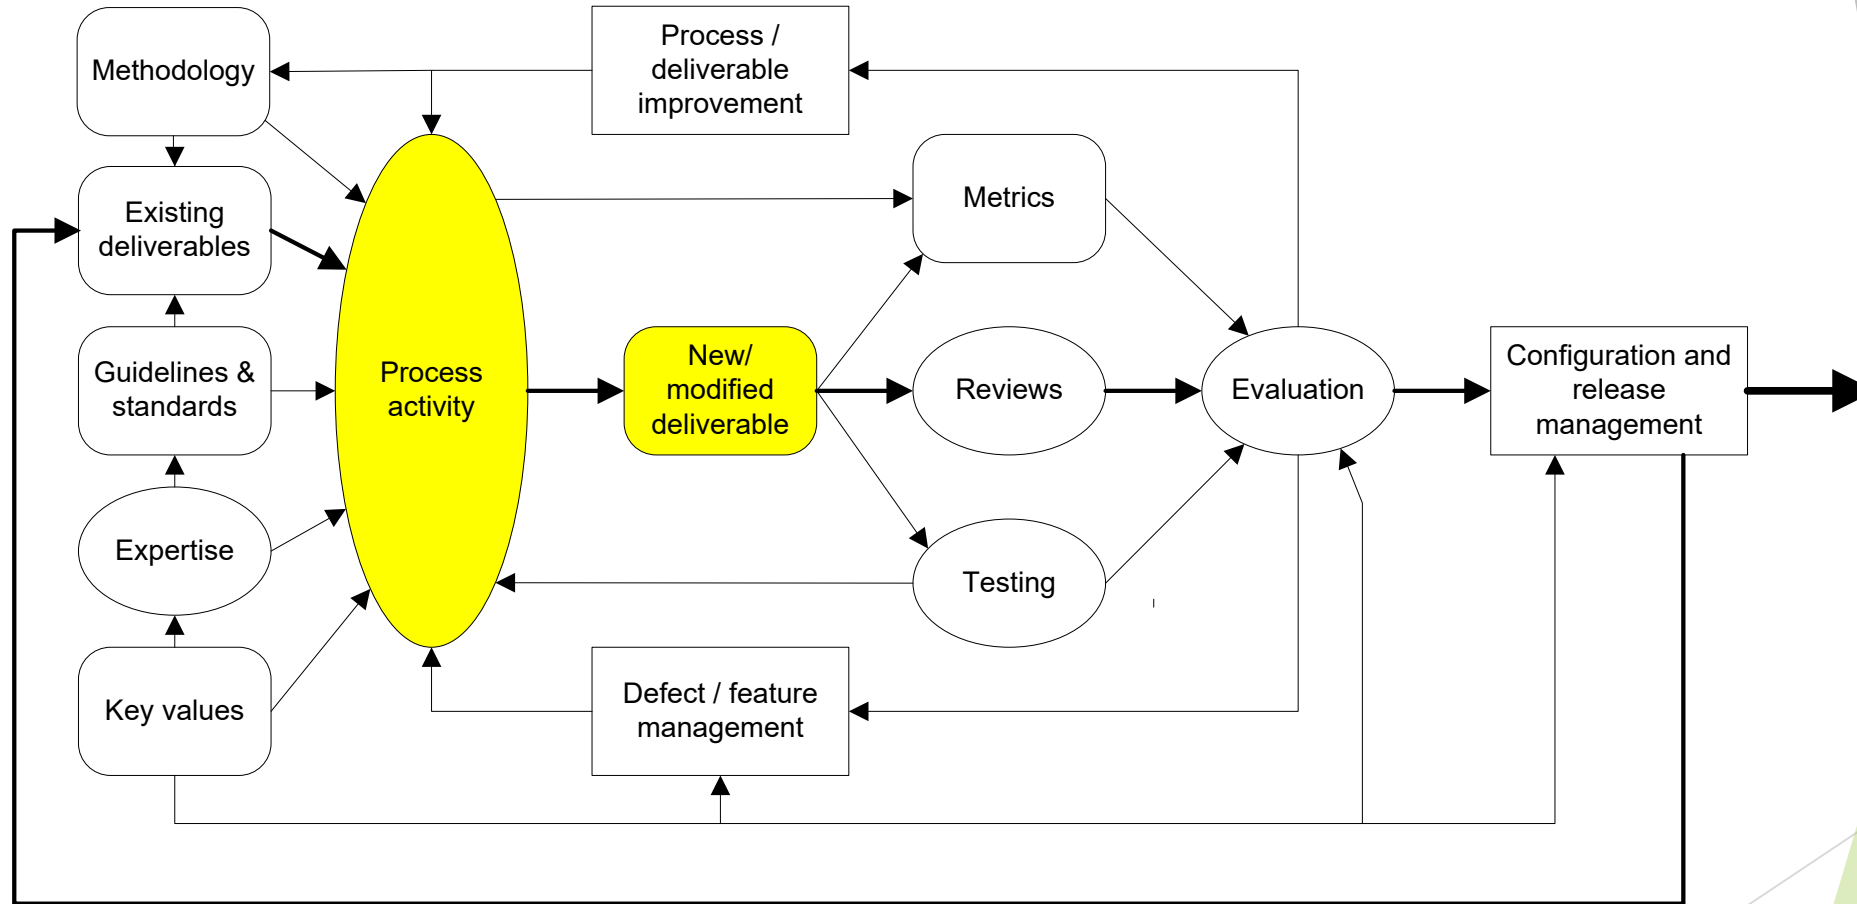 Methodology
Process /
deliverable
improvement
Existing
deliverables
Metrics
Guidelines &
standards
Process
activity
New/
modified
deliverable
Reviews
Evaluation
Configuration and
release
management
Expertise
Testing
Key values
Defect / feature
management